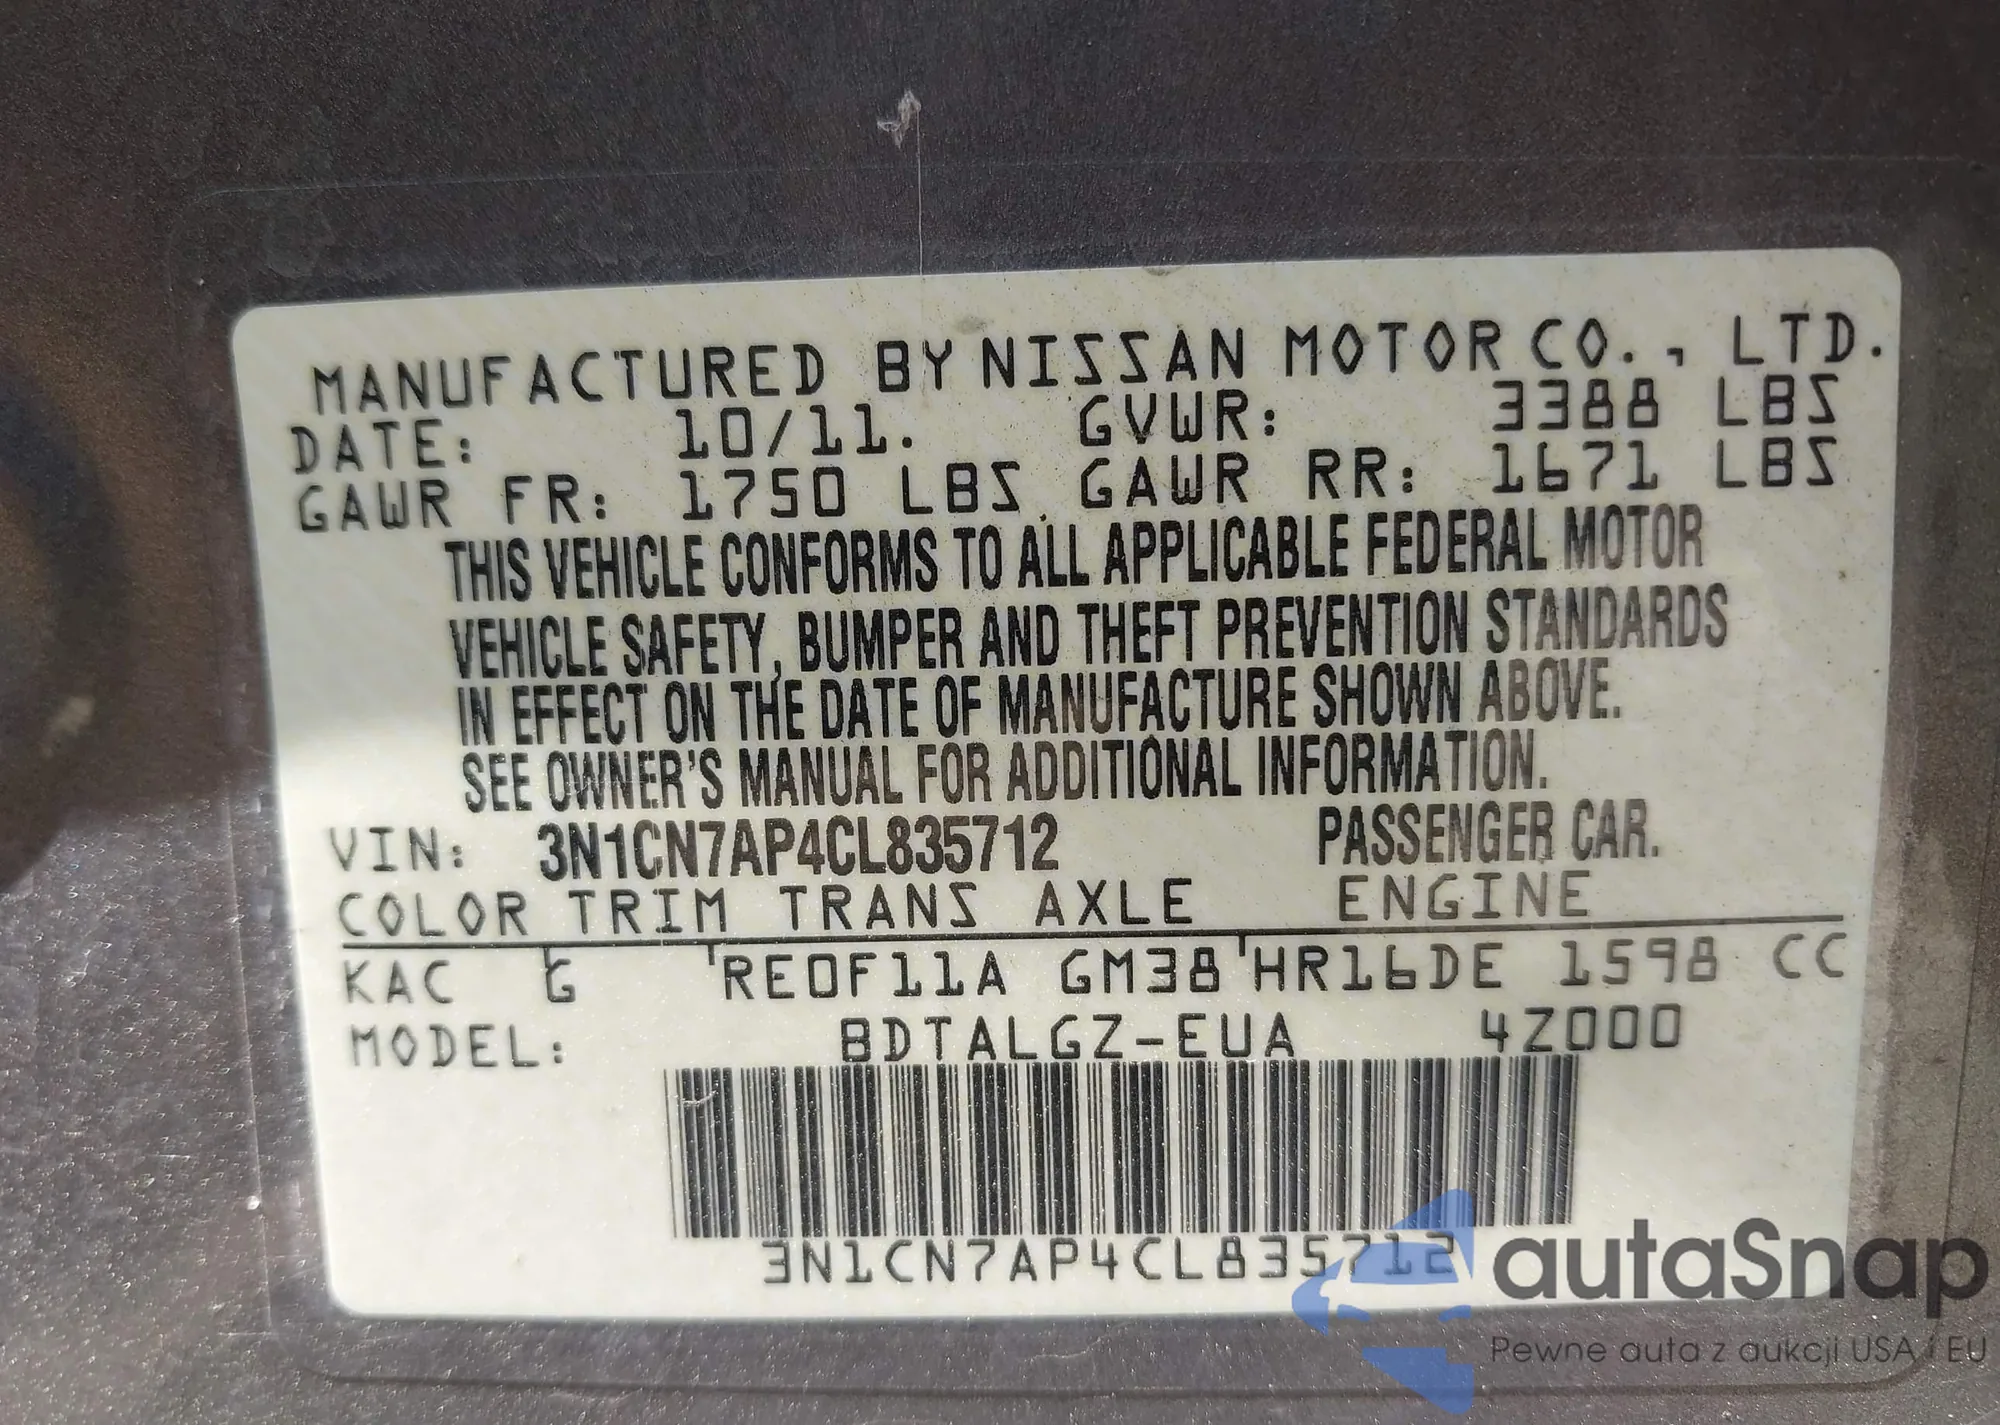 MANUFACTURED BY NISSAN MOTOR CO., LTD.
DATE: 10/11. GVWR: 3388 LBS
GAWR FR: 1750 LBS GAWR RR: 1671 LBS
THIS VEHICLE CONFORMS TO ALL APPLICABLE FEDERAL MOTOR
VEHICLE SAFETY, BUMPER AND THEFT PREVENTION STANDARDS
IN EFFECT ON THE DATE OF MANUFACTURE SHOWN ABOVE.
SEE OWNER'S MANUAL FOR ADDITIONAL INFORMATION.
VIN: 3N1CN7AP4CL835712 PASSENGER CAR.
COLOR TRIM TRANS AXLE ENGINE
KAC G RE0F11A GM38 HR16DE 1598 CC
MODEL: BDTALGZ-EUA 4Z000
3N1CN7AP4CL835712
autaSnap
Pewne auta z aukcji USA i EU